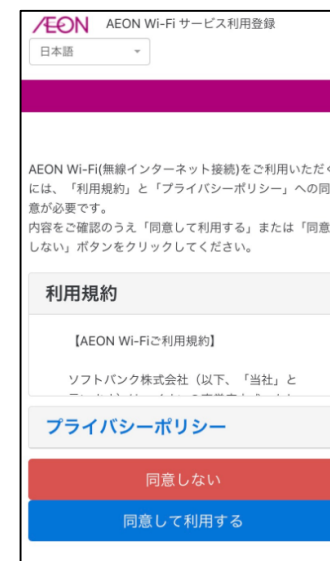 ÆON AEON Wi-Fi サービス利用登録
日本語
AEON Wi-Fi(無線インターネット接続)をご利用いただく
には、「利用規約」と「プライバシーポリシー」への同
意が必要です。
内容をご確認のうえ「同意して利用する」または「同意
しない」ボタンをクリックしてください。
利用規約
【AEON Wi-Fiご利用規約】
ソフトバンク株式会社（以下、「当社」と
プライバシーポリシー
同意しない
同意して利用する